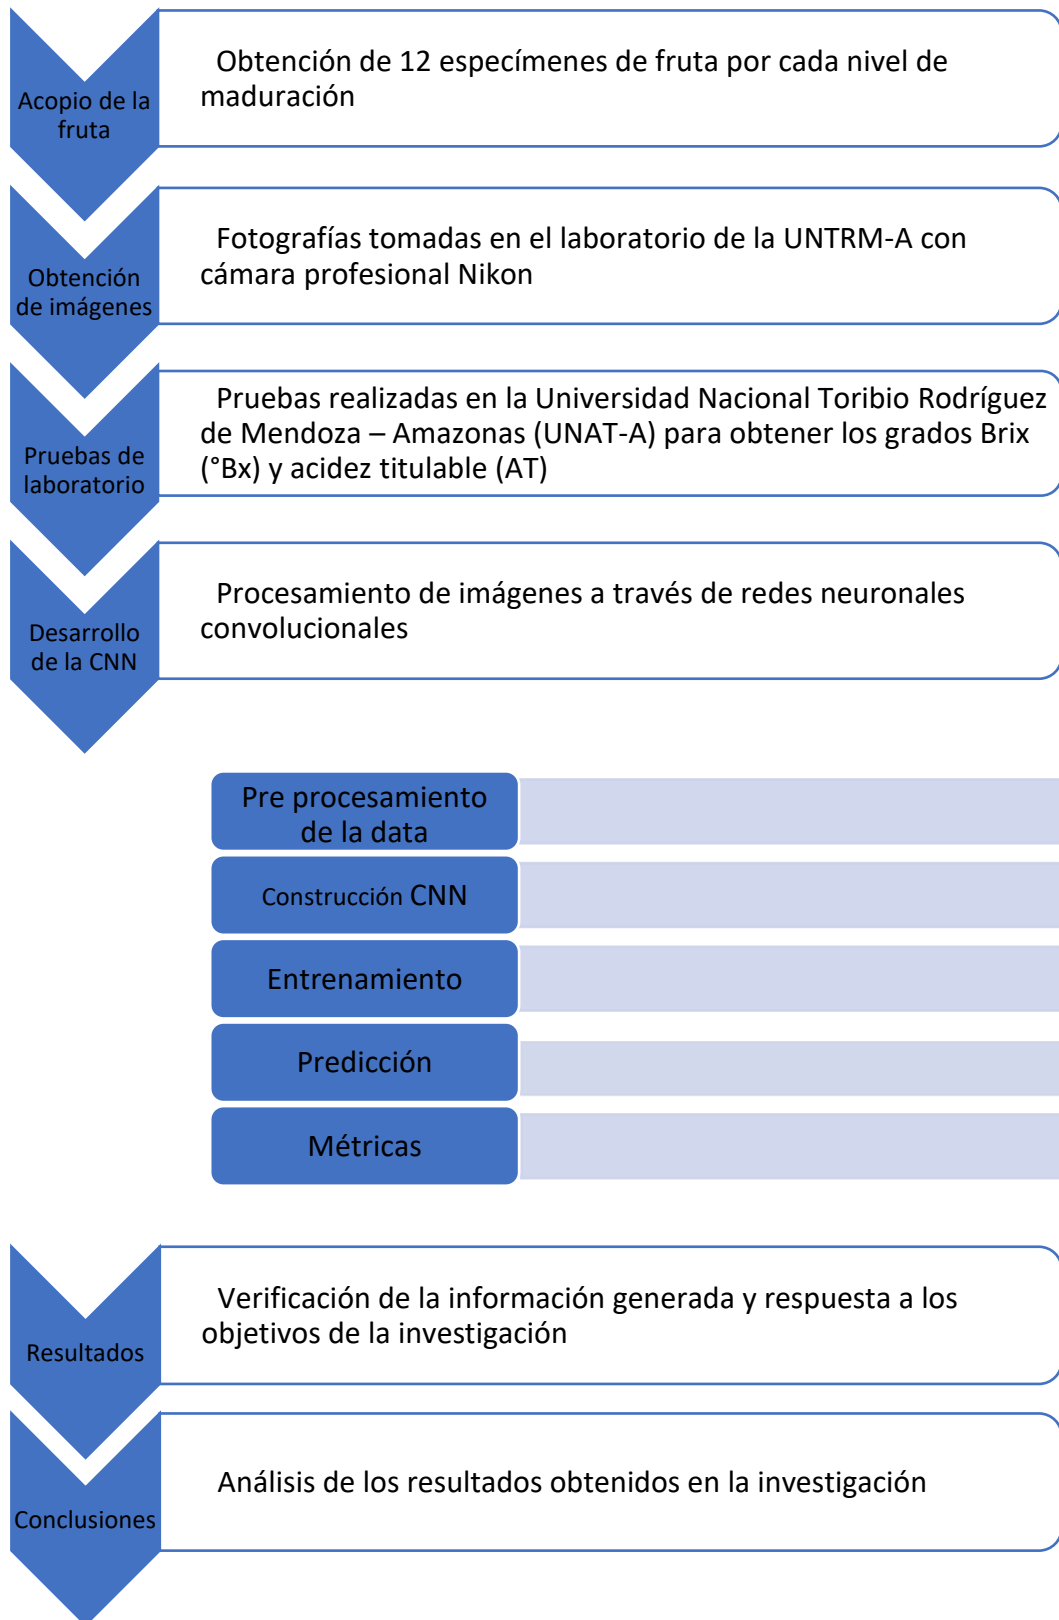 Acopio de la
fruta
Obtención de 12 especímenes de fruta por cada nivel de
maduración
Obtención
de imágenes
Fotografías tomadas en el laboratorio de la UNTRM-A con
cámara profesional Nikon
Pruebas de
laboratorio
Pruebas realizadas en la Universidad Nacional Toribio Rodríguez
de Mendoza – Amazonas (UNAT-A) para obtener los grados Brix
(°Bx) y acidez titulable (AT)
Desarrollo
de la CNN
Procesamiento de imágenes a través de redes neuronales
convolucionales
Pre procesamiento
de la data
Construcción CNN
Entrenamiento
Predicción
Métricas
Resultados
Verificación de la información generada y respuesta a los
objetivos de la investigación
Conclusiones
Análisis de los resultados obtenidos en la investigación